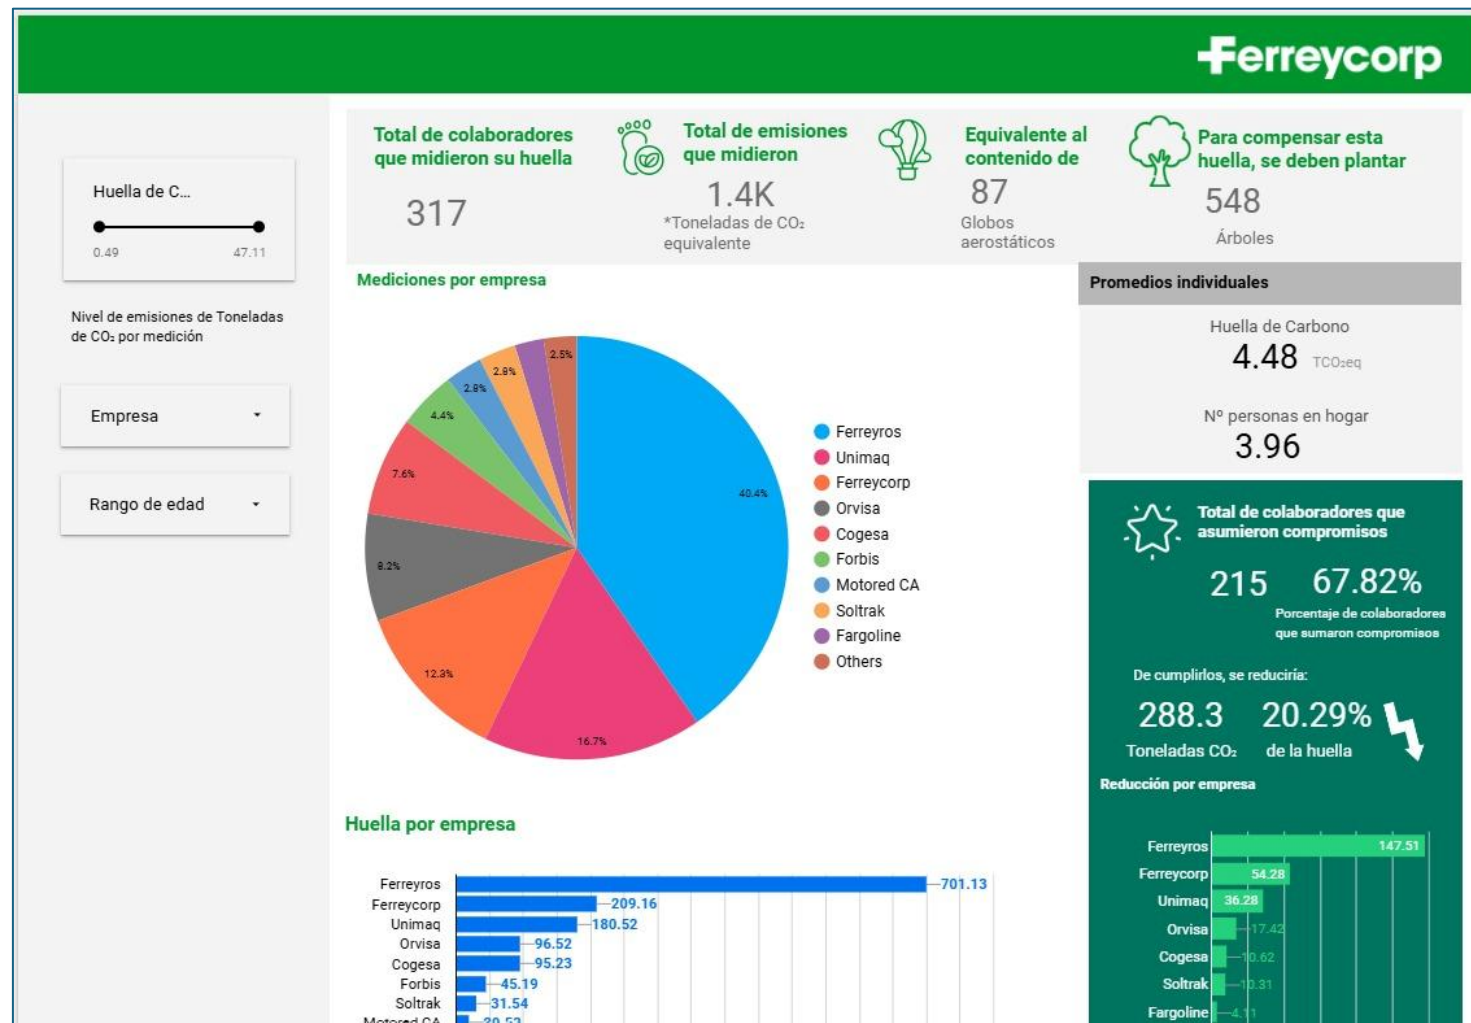 Ferreycorp
Total de colaboradores
que midieron su huella
317
Total de emisiones
que midieron
1.4K
*Toneladas de CO₂
equivalente
Equivalente al
contenido de
87
Globos
aerostáticos
Para compensar esta
huella, se deben plantar
548
Árboles
Huella de C...
0.49
47.11
Nivel de emisiones de Toneladas
de CO₂ por medición
Empresa
Rango de edad
Mediciones por empresa
40.4%
16.7%
12.3%
8.2%
7.6%
4.4%
2.8%
2.8%
2.5%
Ferreyros
Unimaq
Ferreycorp
Orvisa
Cogesa
Forbis
Motored CA
Soltrak
Fargoline
Others
Promedios individuales
Huella de Carbono
4.48 TCO₂eq
Nº personas en hogar
3.96
Total de colaboradores que
asumieron compromisos
215
67.82%
Porcentaje de colaboradores
que sumaron compromisos
De cumplirlos, se reduciría:
288.3
Toneladas CO₂
20.29%
de la huella
Reducción por empresa
Ferreyros 147.51
Ferreycorp 54.28
Unimaq 36.28
Orvisa 17.42
Cogesa 10.62
Soltrak 10.31
Fargoline 4.11
Huella por empresa
Ferreyros 701.13
Ferreycorp 209.16
Unimaq 180.52
Orvisa 96.52
Cogesa 95.23
Forbis 45.19
Soltrak 31.54
Motored CA